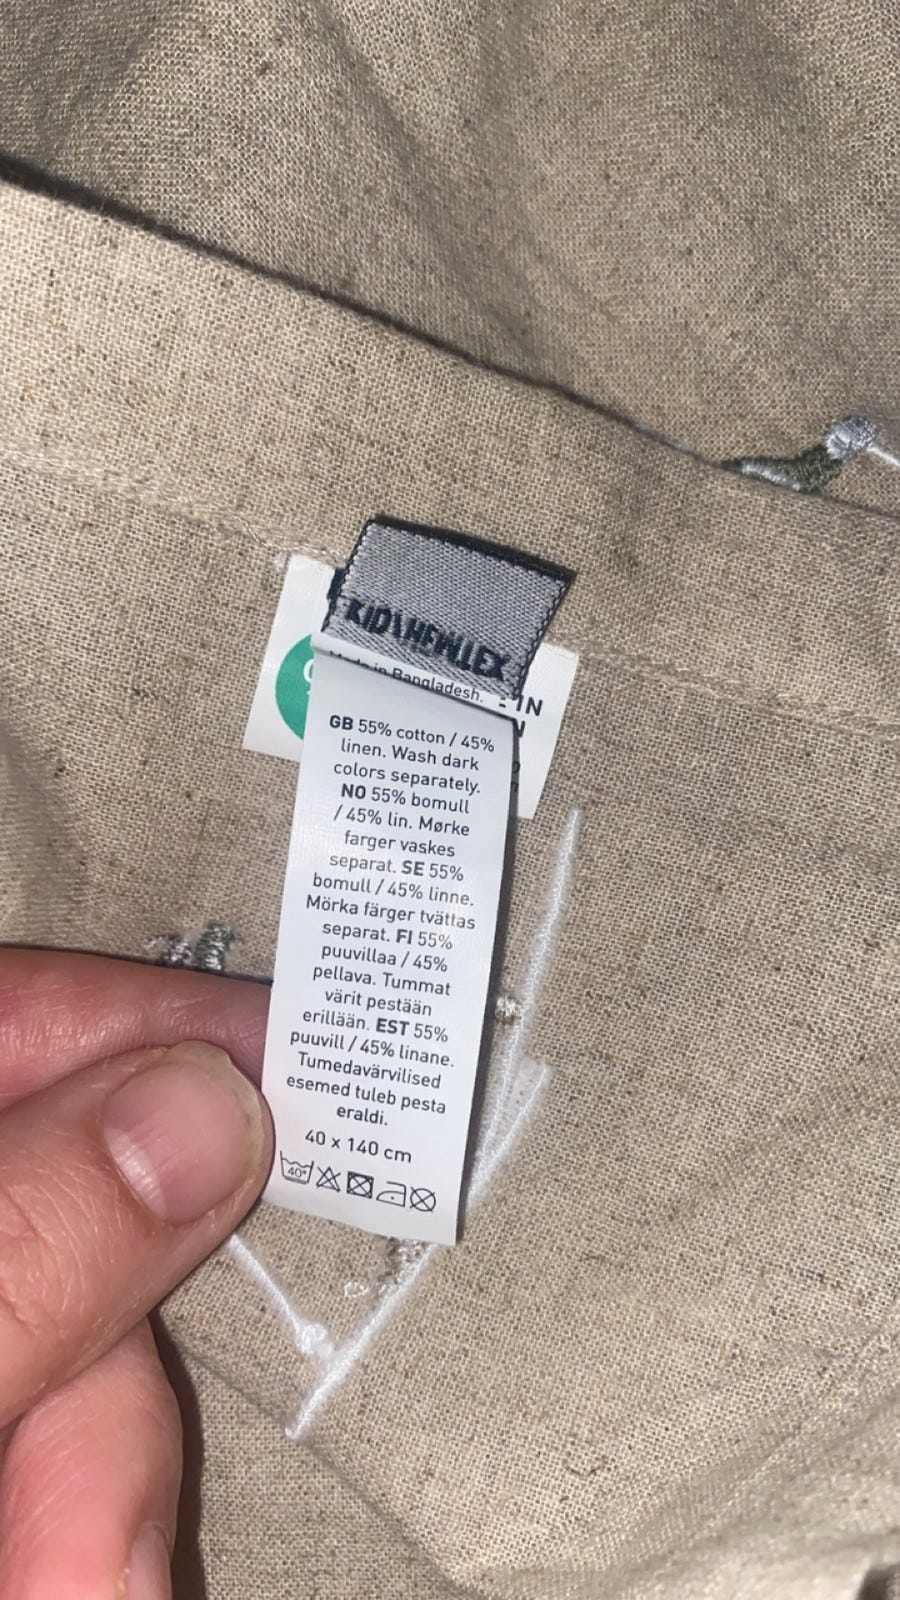 Made in Bangladesh.
GB 55% cotton / 45%
linen. Wash dark
colors separately.
NO 55% bomull
/ 45% lin. Mørke
farger vaskes
separat. SE 55%
bomull / 45% linne.
Mörka färger tvättas
separat. FI 55%
puuvillaa / 45%
pellava. Tummat
värit pestään
erillään. EST 55%
puuvill / 45% linane.
Tumedavärvilised
esemed tuleb pesta
eraldi.
40 x 140 cm
40°